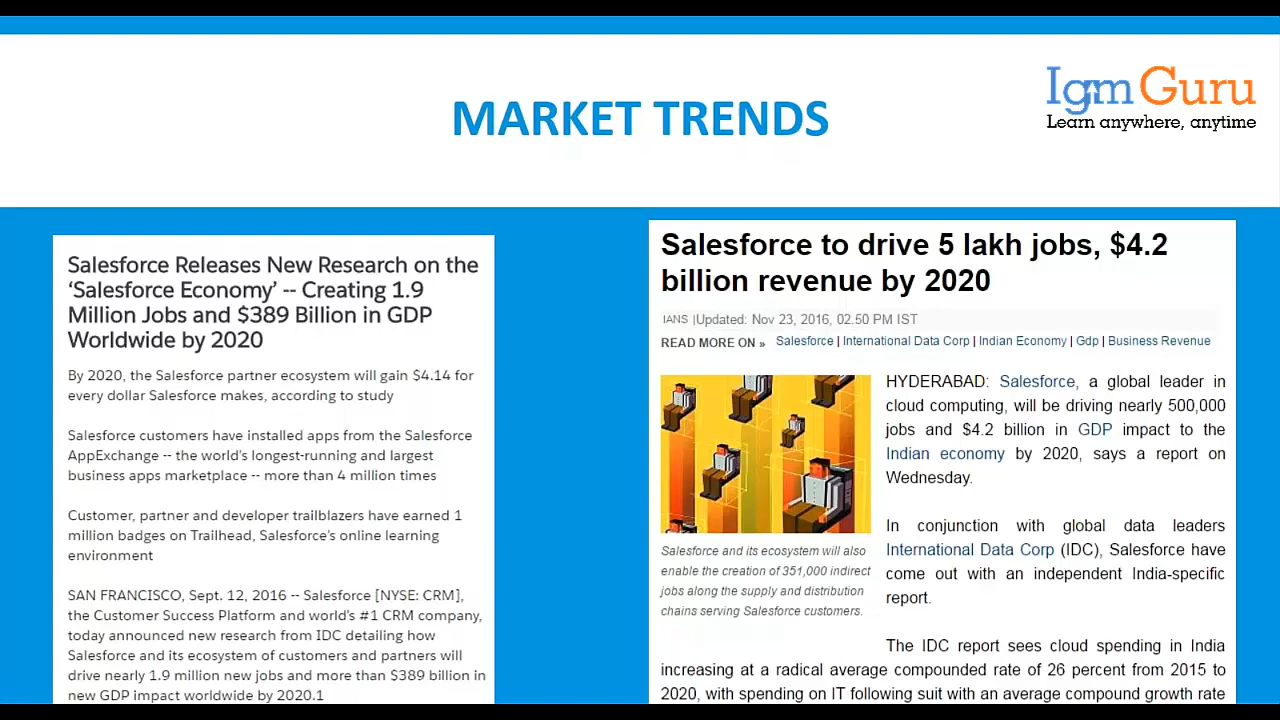 MARKET TRENDS
Igm Guru
Learn anywhere, anytime
Salesforce Releases New Research on the
‘Salesforce Economy’ -- Creating 1.9
Million Jobs and $389 Billion in GDP
Worldwide by 2020
By 2020, the Salesforce partner ecosystem will gain $4.14 for
every dollar Salesforce makes, according to study
Salesforce customers have installed apps from the Salesforce
AppExchange -- the world's longest-running and largest
business apps marketplace -- more than 4 million times
Customer, partner and developer trailblazers have earned 1
million badges on Trailhead, Salesforce's online learning
environment
SAN FRANCISCO, Sept. 12, 2016 -- Salesforce [NYSE: CRM],
the Customer Success Platform and world's #1 CRM company,
today announced new research from IDC detailing how
Salesforce and its ecosystem of customers and partners will
drive nearly 1.9 million new jobs and more than $389 billion in
new GDP impact worldwide by 2020.1
Salesforce to drive 5 lakh jobs, $4.2
billion revenue by 2020
IANS |Updated: Nov 23, 2016, 02.50 PM IST
READ MORE ON » Salesforce | International Data Corp | Indian Economy | Gdp | Business Revenue
Salesforce and its ecosystem will also
enable the creation of 351,000 indirect
jobs along the supply and distribution
chains serving Salesforce customers.
HYDERABAD: Salesforce, a global leader in
cloud computing, will be driving nearly 500,000
jobs and $4.2 billion in GDP impact to the
Indian economy by 2020, says a report on
Wednesday.
In conjunction with global data leaders
International Data Corp (IDC), Salesforce have
come out with an independent India-specific
report.
The IDC report sees cloud spending in India
increasing at a radical average compounded rate of 26 percent from 2015 to
2020, with spending on IT following suit with an average compound growth rate